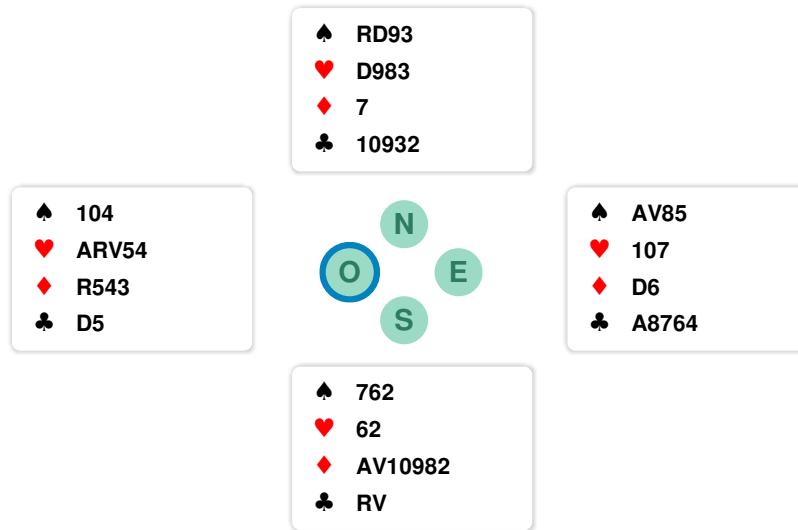 ♠ RD93
♥ D983
♦ 7
♣ 10932
♠ 104
♥ ARV54
♦ R543
♣ D5
N
O E
S
♠ AV85
♥ 107
♦ D6
♣ A8764
♠ 762
♥ 62
♦ AV10982
♣ RV